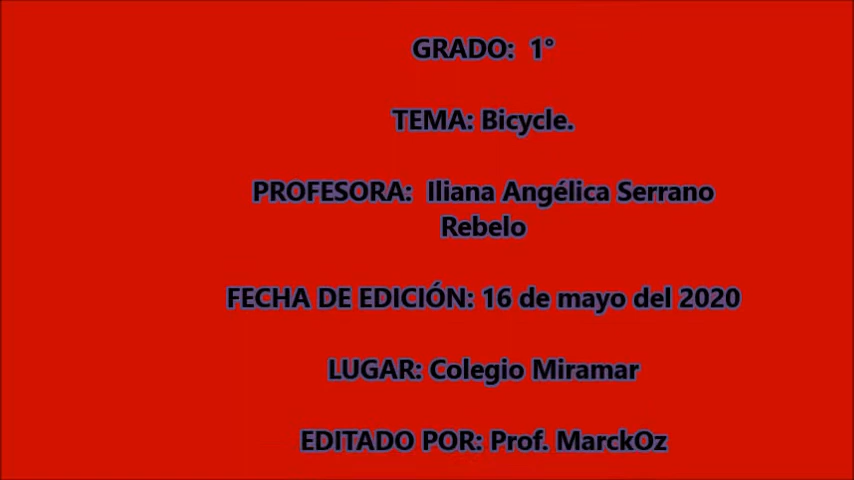 GRADO: 1°
TEMA: Bicycle.
PROFESORA: Iliana Angélica Serrano
Rebelo
FECHA DE EDICIÓN: 16 de mayo del 2020
LUGAR: Colegio Miramar
EDITADO POR: Prof. MarckOz